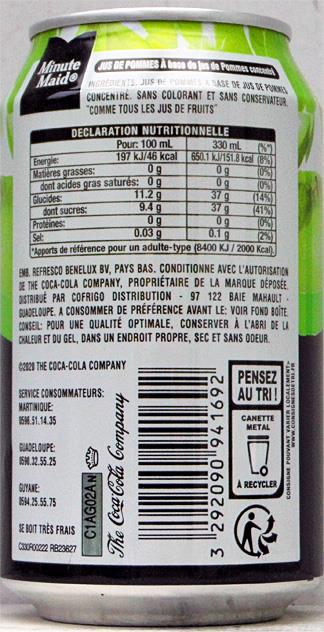 Minute
Maid®
JUS DE POMMES À base de jus de Pommes concentré
INGRÉDIENTS: JUS DE POMMES À BASE DE JUS DE POMMES
CONCENTRÉ. SANS COLORANT ET SANS CONSERVATEUR.
"COMME TOUS LES JUS DE FRUITS"
DECLARATION NUTRITIONNELLE
Pour: 100 mL 330 mL (%*)
Energie: 197 kJ/46 kcal 650.1 kJ/151.8 kcal (8%)
Matières grasses: 0 g 0 g (0%)
dont acides gras saturés: 0 g 0 g (0%)
Glucides: 11.2 g 37 g (14%)
dont sucres: 9.4 g 37 g (41%)
Protéines: 0 g 0 g (0%)
Sel: 0.03 g 0.1 g (2%)
*Apports de référence pour un adulte-type (8400 KJ / 2000 Kcal).
EMB. REFRESCO BENELUX BV, PAYS BAS. CONDITIONNE AVEC L'AUTORISATION
DE THE COCA-COLA COMPANY, PROPRIÉTAIRE DE LA MARQUE DÉPOSÉE.
DISTRIBUÉ PAR COFRIGO DISTRIBUTION - 97 122 BAIE MAHAULT -
GUADELOUPE. A CONSOMMER DE PRÉFÉRENCE AVANT LE: VOIR FOND BOÎTE.
CONSEIL: POUR UNE QUALITÉ OPTIMALE, CONSERVER À L'ABRI DE LA
CHALEUR ET DU GEL, DANS UN ENDROIT PROPRE, SEC ET SANS ODEUR.
©2020 THE COCA-COLA COMPANY
SERVICE CONSOMMATEURS:
MARTINIQUE:
0596.51.14.35
GUADELOUPE:
0590.32.55.25
GUYANE:
0594.25.55.75
SE BOIT TRÈS FRAIS
C330R00222 RB23627
C1AG02AN
The Coca-Cola Company
3 292090 941692
PENSEZ
AU TRI !
CANETTE
METAL
À RECYCLER
CONSIGNE POUVANT VARIER LOCALEMENT>
WWW.CONSIGNESDETRI.FR